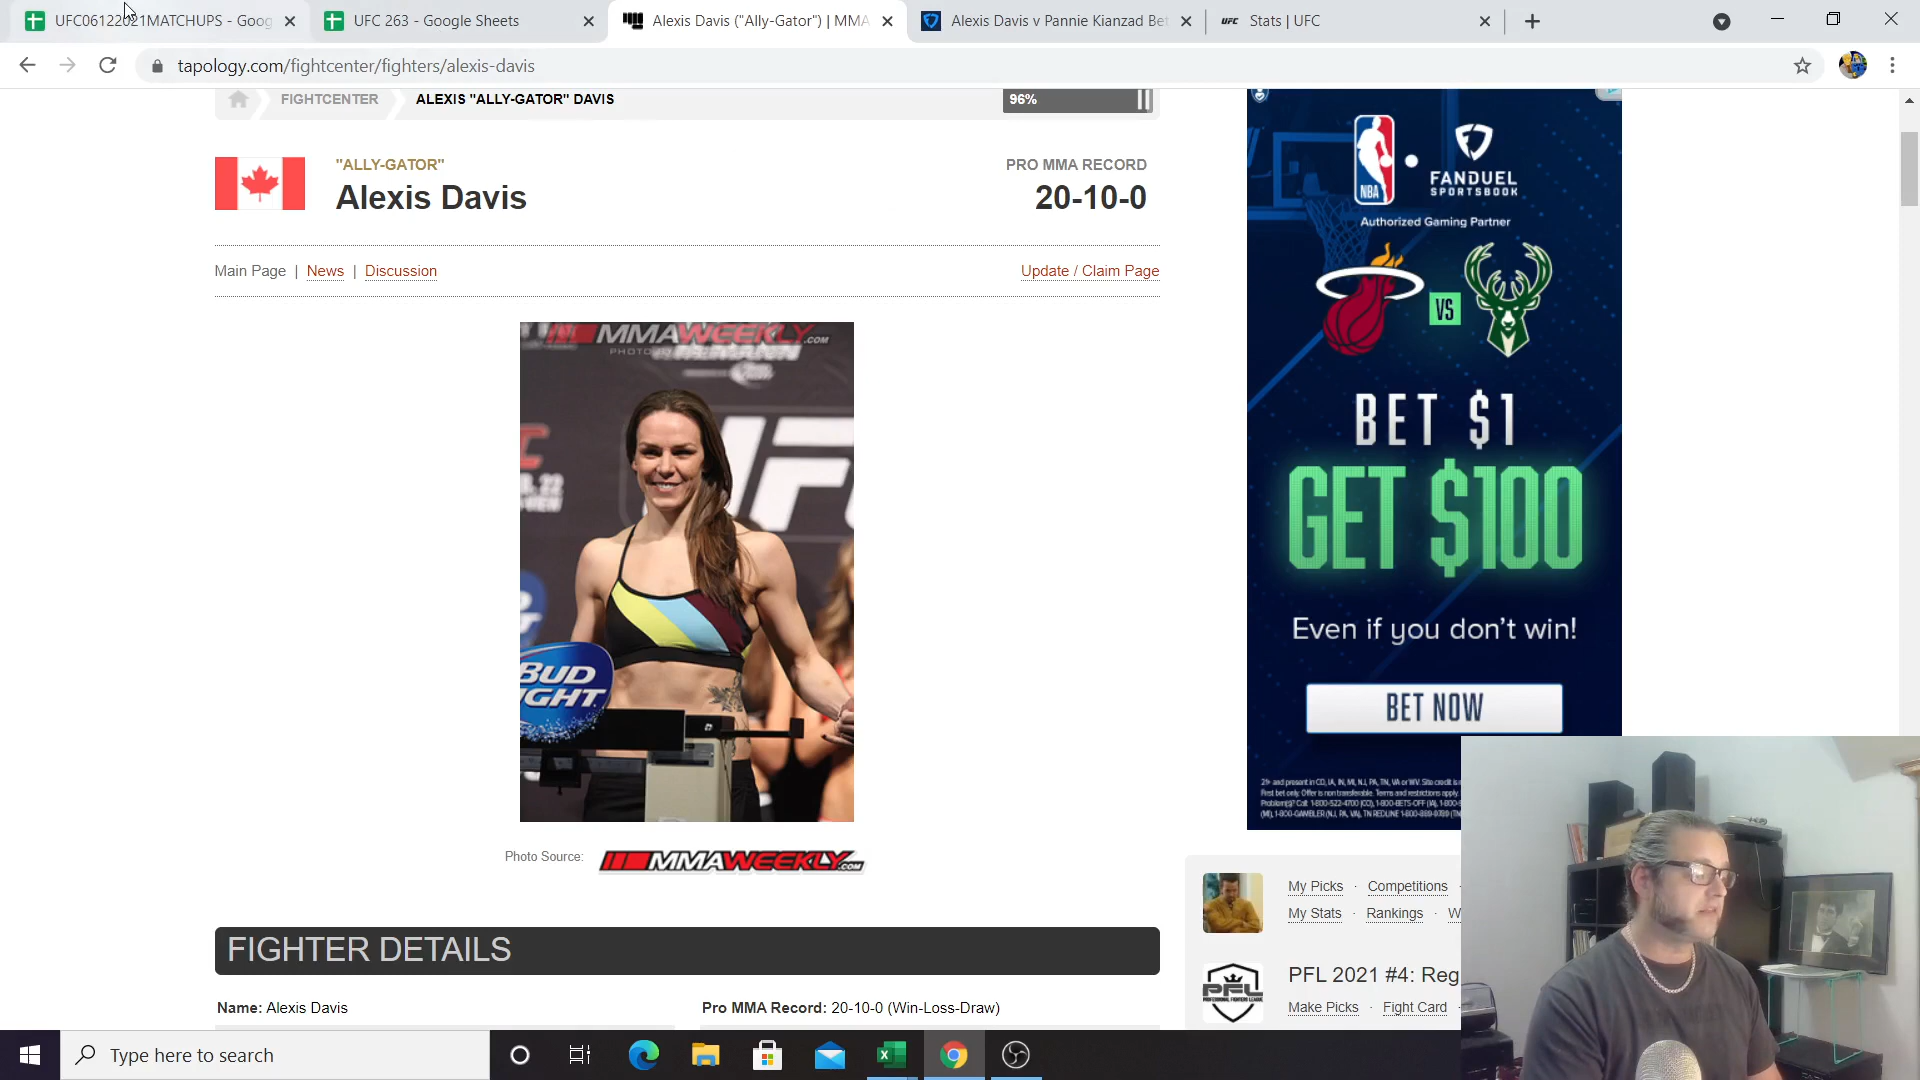 UFC06122021MATCHUPS - Goog
UFC 263 - Google Sheets
Alexis Davis ("Ally-Gator") | MMA
Alexis Davis v Pannie Kianzad Bet
UFC Stats | UFC
tapology.com/fightcenter/fighters/alexis-davis
FIGHTCENTER
ALEXIS "ALLY-GATOR" DAVIS
96%
"ALLY-GATOR"
Alexis Davis
PRO MMA RECORD
20-10-0
Main Page | News | Discussion
Update / Claim Page
MMAWEEKLY.COM
BUD
IGHT
UFC
Photo Source:
MMAWEEKLY.COM
FIGHTER DETAILS
Name: Alexis Davis
Pro MMA Record: 20-10-0 (Win-Loss-Draw)
NBA
FANDUEL
SPORTSBOOK
Authorized Gaming Partner
VS
BET $1
GET $100
Even if you don't win!
BET NOW
My Picks · Competitions ·
My Stats · Rankings · W
PFL 2021 #4: Reg
PFL
Make Picks · Fight Card
Type here to search